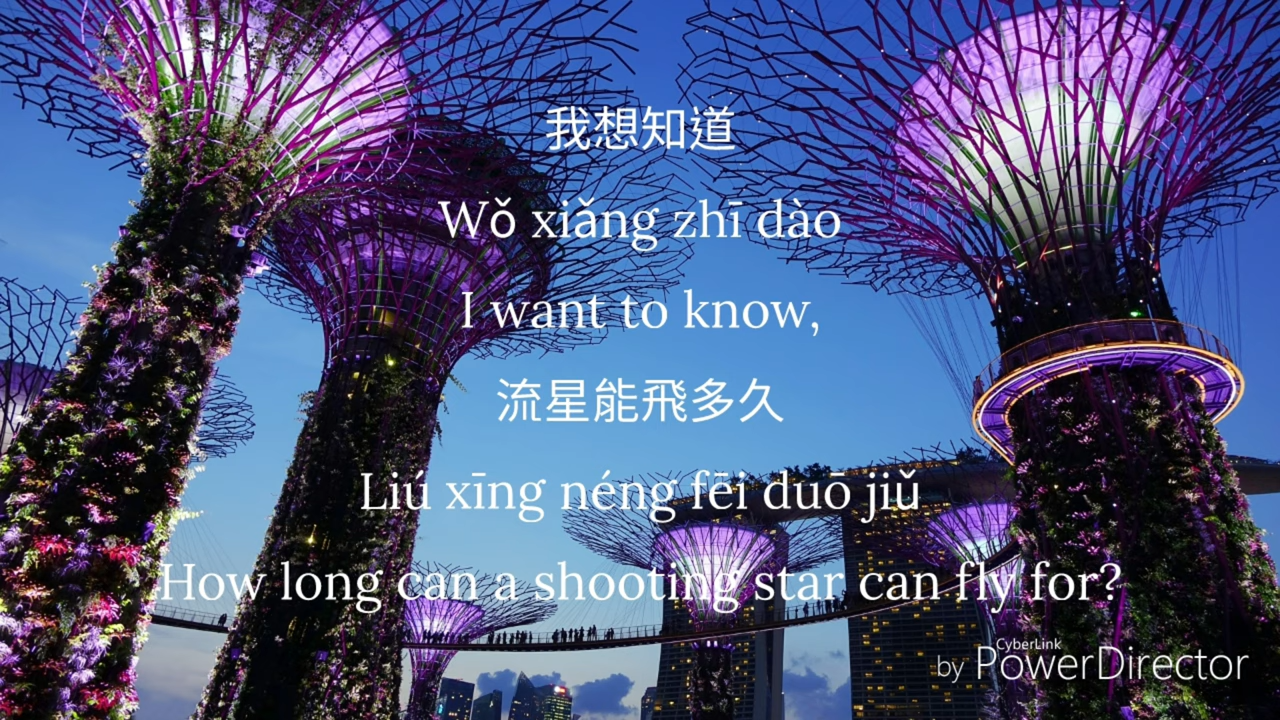 我想知道
Wǒ xiǎng zhī dào
I want to know,
流星能飛多久
Liú xīng néng fēi duō jiǔ
How long can a shooting star can fly for?
CyberLink
by PowerDirector